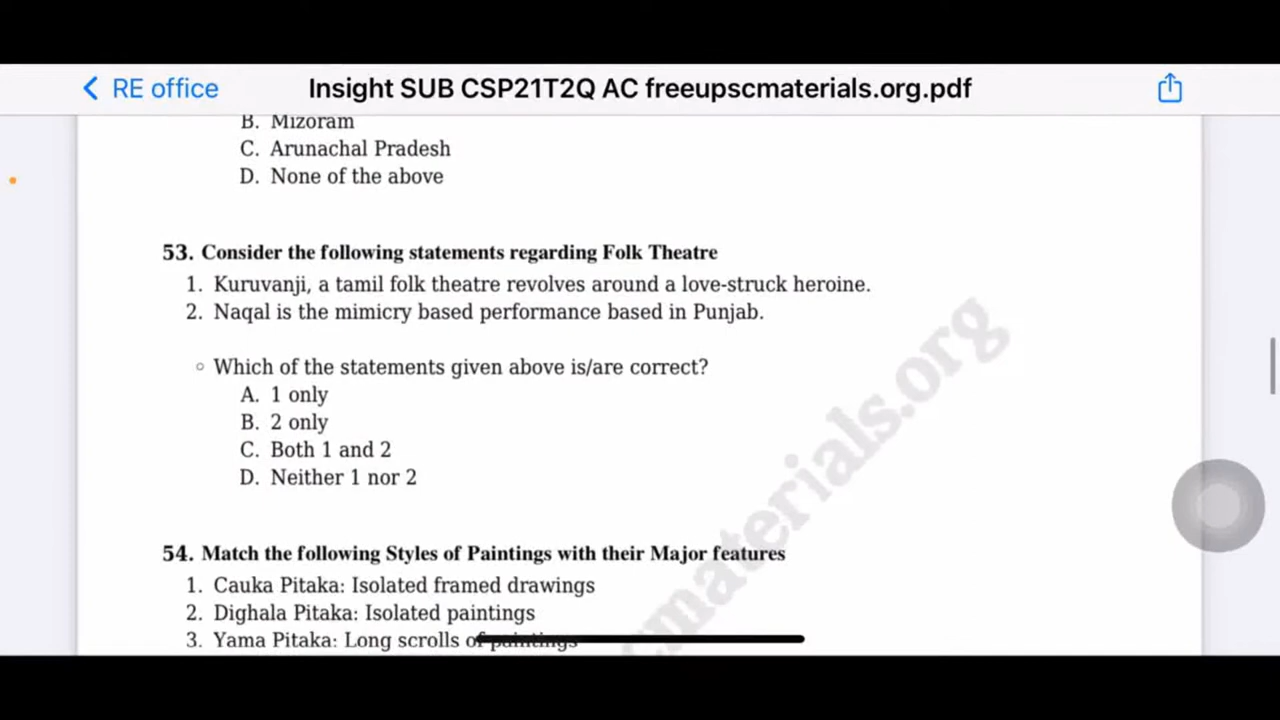 RE office
Insight SUB CSP21T2Q AC freeupscmaterials.org.pdf
B. Mizoram
C. Arunachal Pradesh
D. None of the above
53. Consider the following statements regarding Folk Theatre
1. Kuruvanji, a tamil folk theatre revolves around a love-struck heroine.
2. Naqal is the mimicry based performance based in Punjab.
Which of the statements given above is/are correct?
A. 1 only
B. 2 only
C. Both 1 and 2
D. Neither 1 nor 2
54. Match the following Styles of Paintings with their Major features
1. Cauka Pitaka: Isolated framed drawings
2. Dighala Pitaka: Isolated paintings
3. Yama Pitaka: Long scrolls of paintings
cmaterials.org